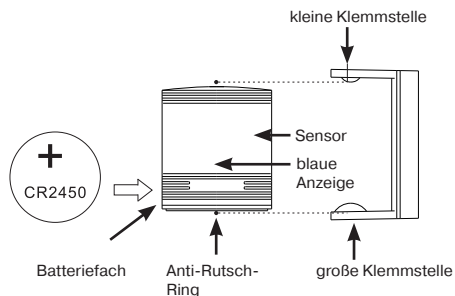 kleine Klemmstelle
Sensor
blaue
Anzeige
+
CR2450
Batteriefach
Anti-Rutsch-
Ring
große Klemmstelle